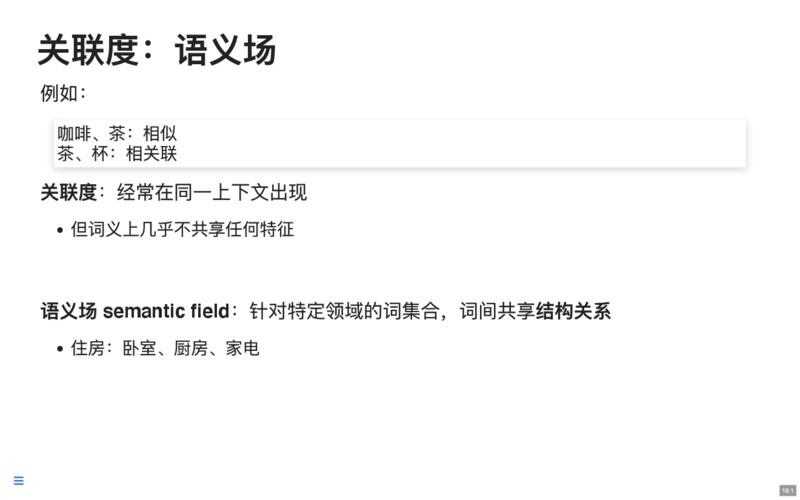 关联度：语义场
例如：
咖啡、茶：相似
茶、杯：相关联
关联度：经常在同一上下文出现
• 但词义上几乎不共享任何特征
语义场 semantic field：针对特定领域的词集合，词间共享结构关系
• 住房：卧室、厨房、家电
18.1